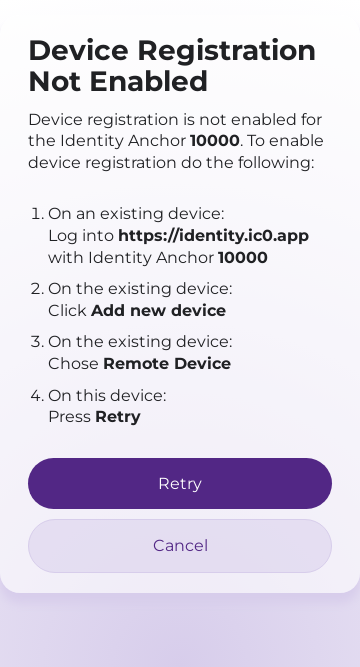 Device Registration
Not Enabled
Device registration is not enabled for
the Identity Anchor 10000. To enable
device registration do the following:
1. On an existing device:
Log into https://identity.ic0.app
with Identity Anchor 10000
2. On the existing device:
Click Add new device
3. On the existing device:
Chose Remote Device
4. On this device:
Press Retry
Retry
Cancel